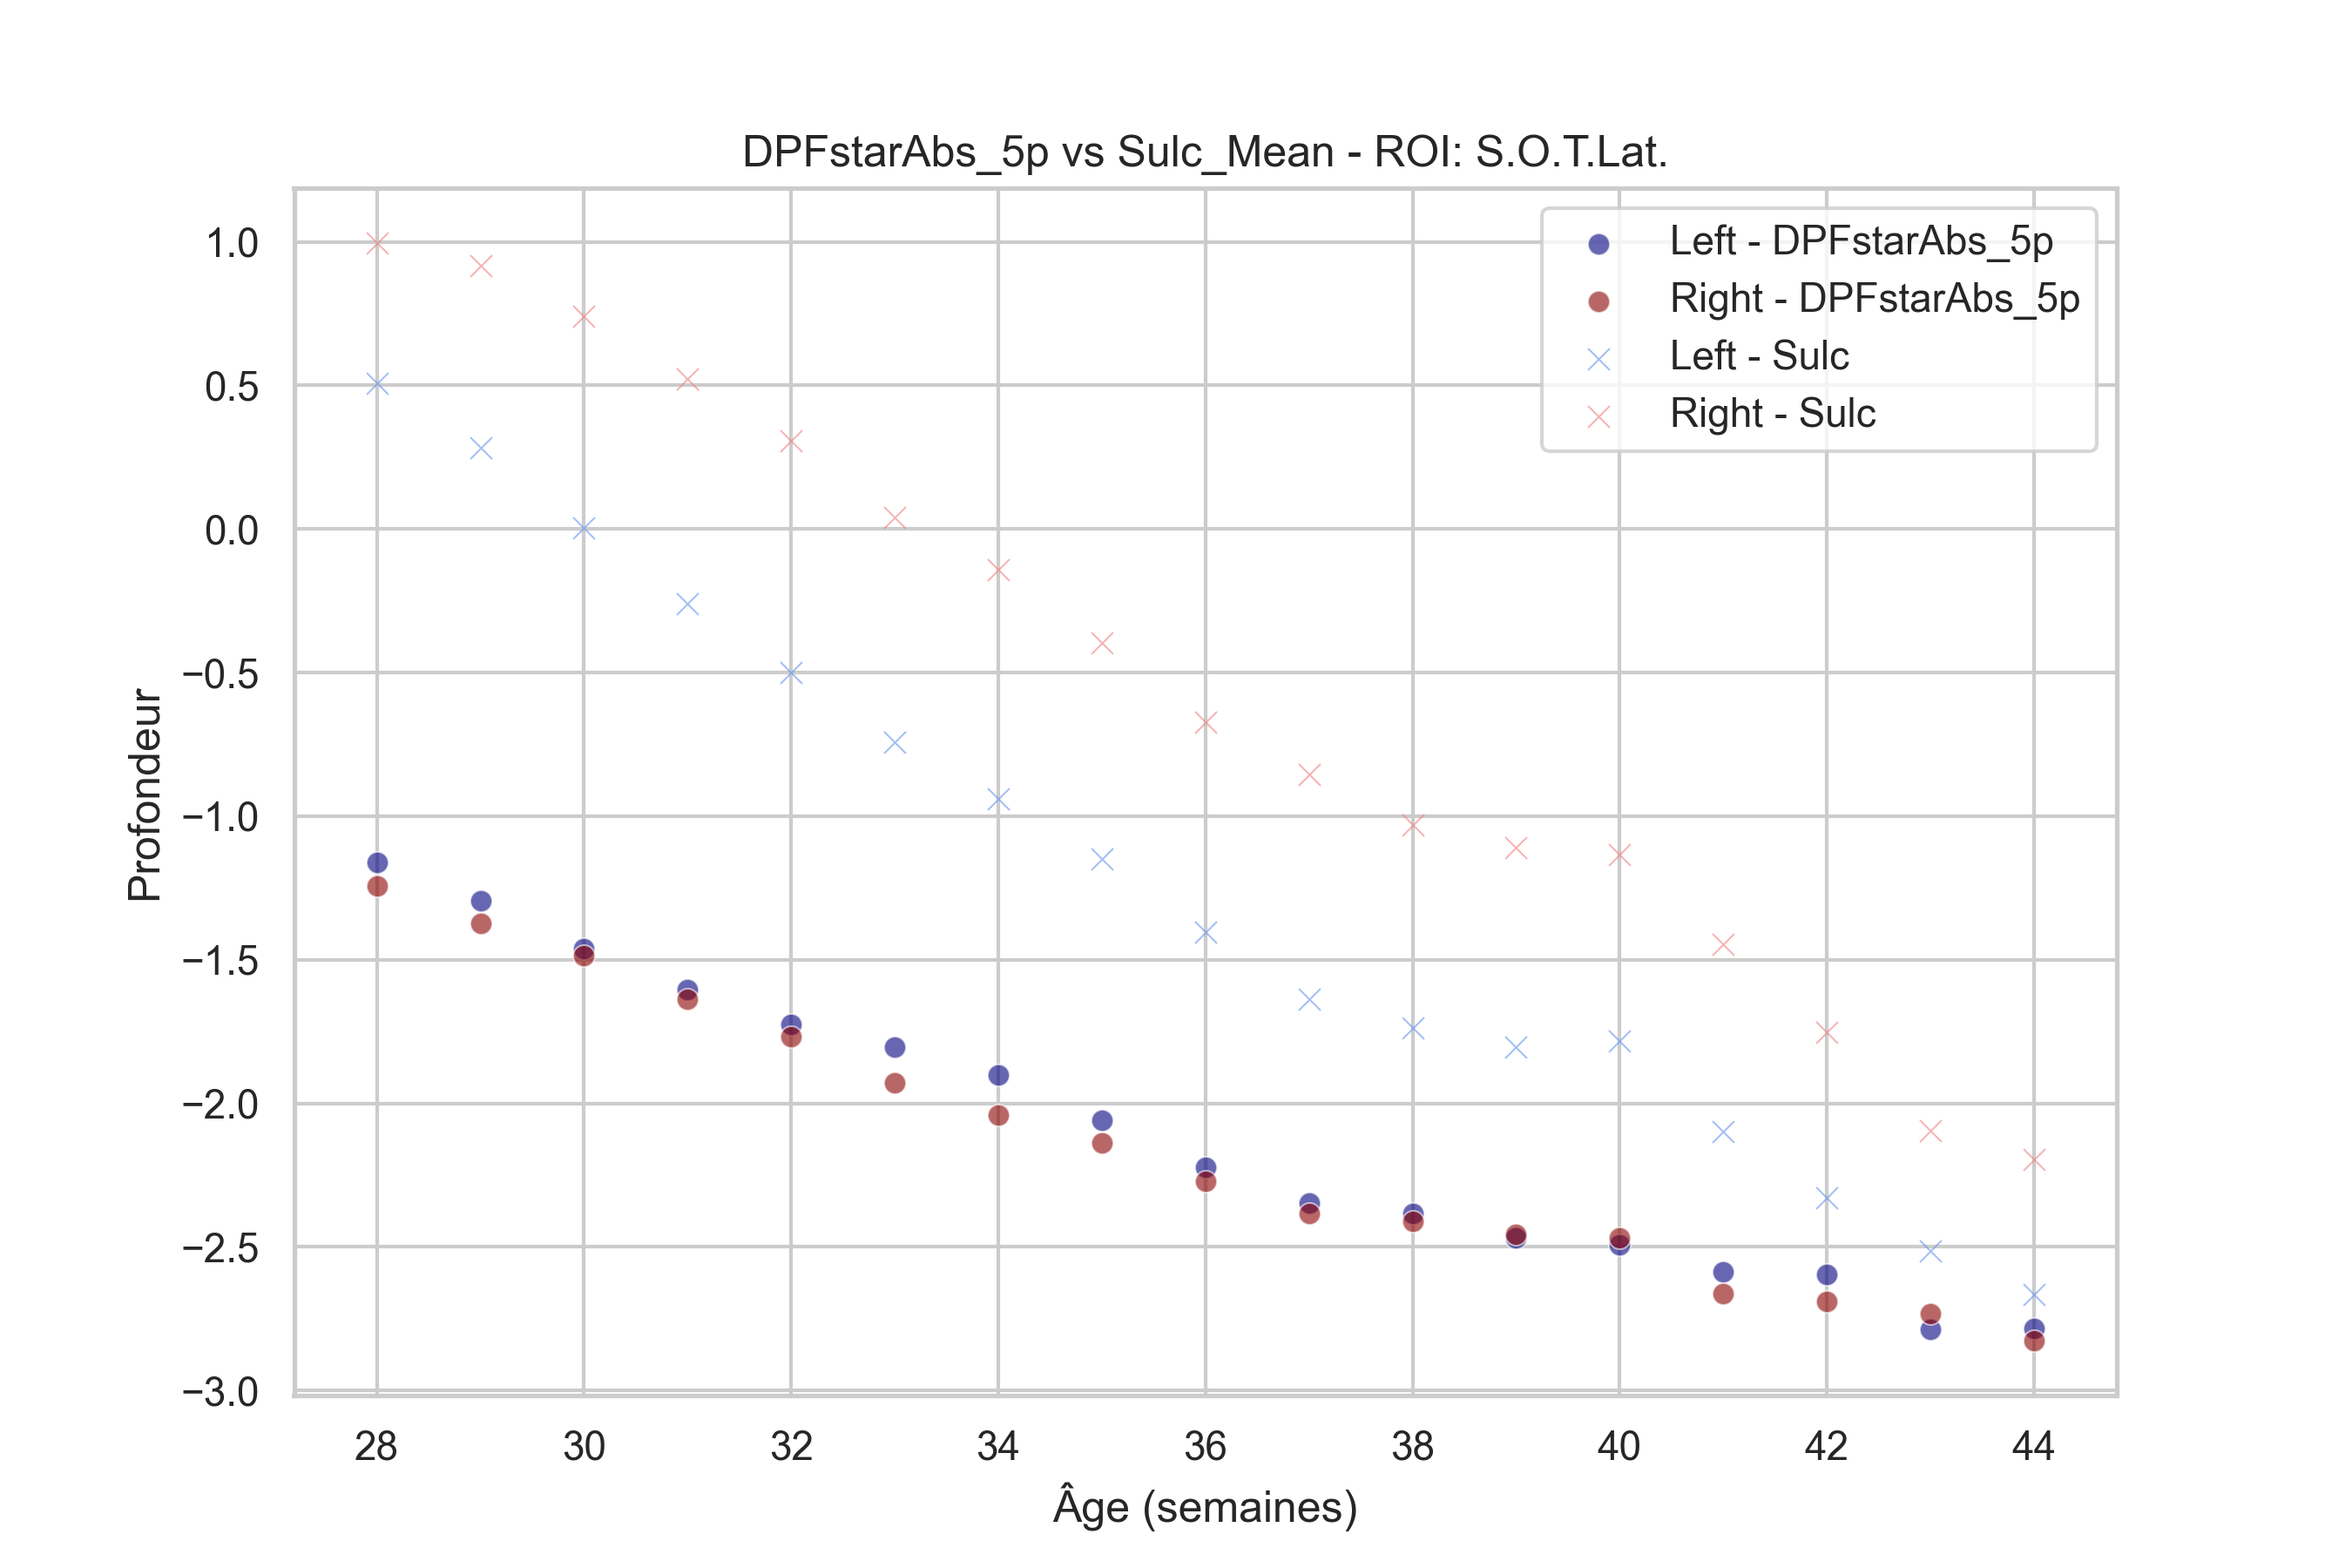 DPFstarAbs_5p vs Sulc_Mean - ROI: S.O.T.Lat.
Left - DPFstarAbs_5p
Right - DPFstarAbs_5p
Left - Sulc
Right - Sulc
Profondeur
1.0
0.5
0.0
−0.5
−1.0
−1.5
−2.0
−2.5
−3.0
28 30 32 34 36 38 40 42 44
Âge (semaines)